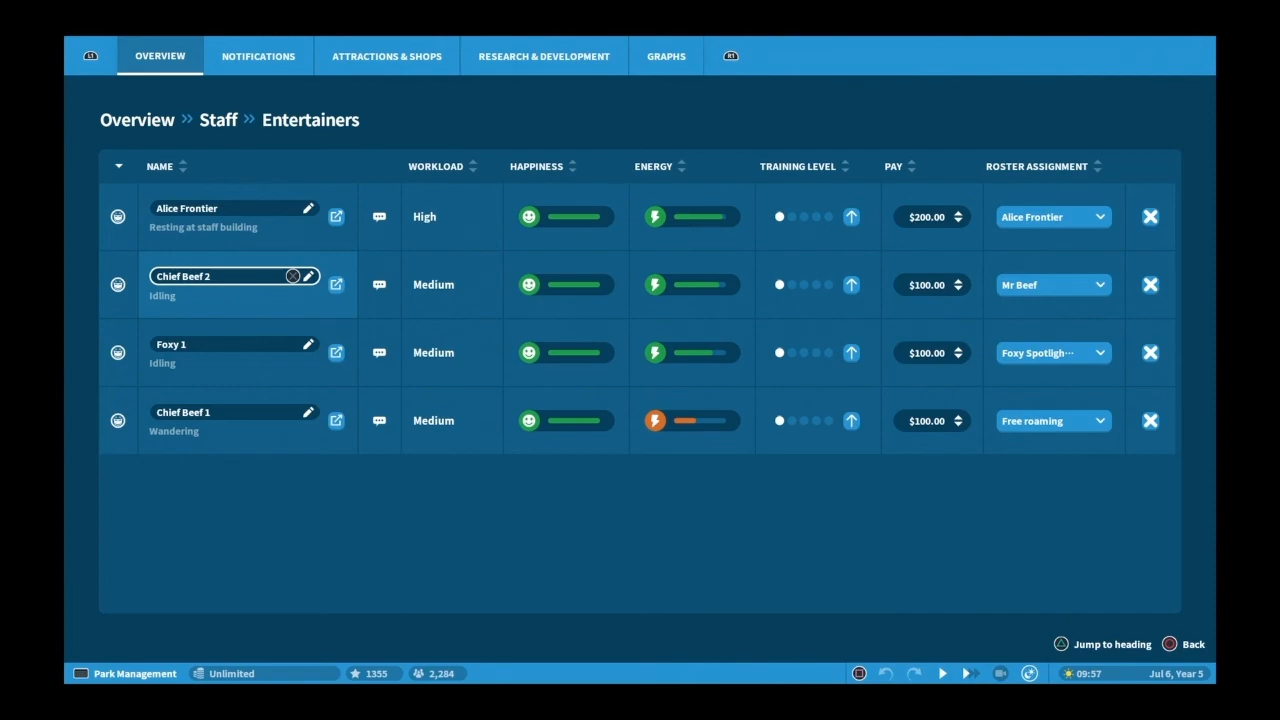 L1 OVERVIEW NOTIFICATIONS ATTRACTIONS & SHOPS RESEARCH & DEVELOPMENT GRAPHS R1
Overview » Staff » Entertainers
NAME WORKLOAD HAPPINESS ENERGY TRAINING LEVEL PAY ROSTER ASSIGNMENT
Alice Frontier High $200.00 Alice Frontier
Resting at staff building
Chief Beef 2 Medium $100.00 Mr Beef
Idling
Foxy 1 Medium $100.00 Foxy Spotligh···
Idling
Chief Beef 1 Medium $100.00 Free roaming
Wandering
Jump to heading Back
Park Management Unlimited 1355 2,284 09:57 Jul 6, Year 5